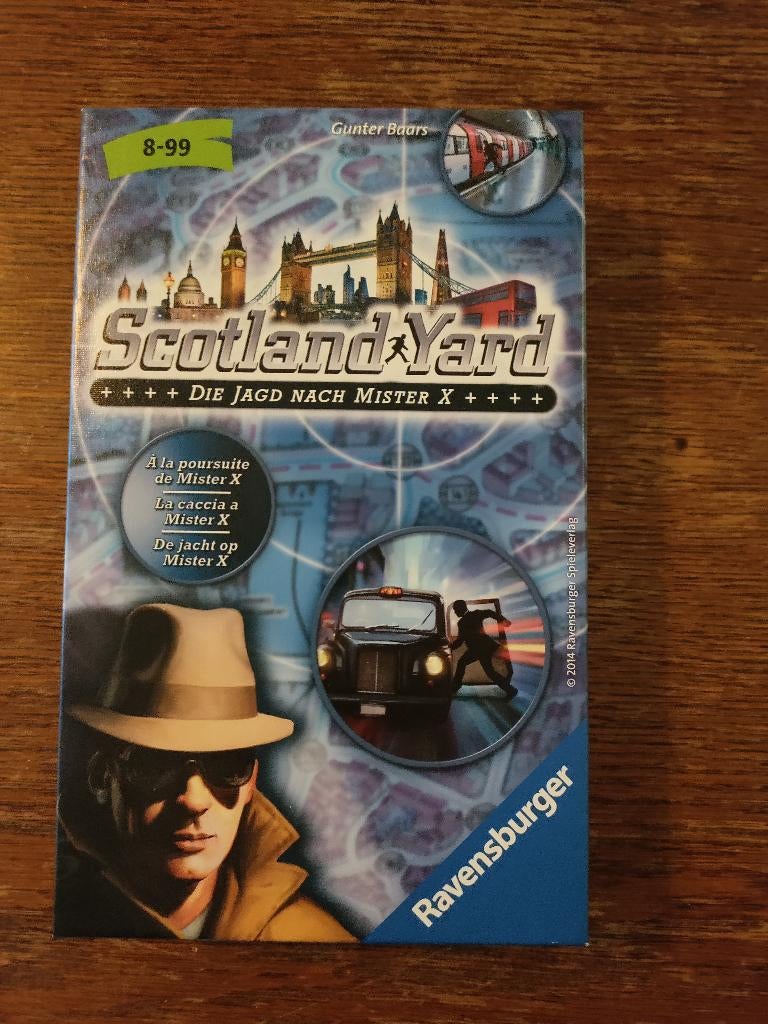 8-99
Gunter Baars
Scotland Yard
++++ DIE JAGD NACH MISTER X ++++
À la poursuite
de Mister X
La caccia a
Mister X
De jacht op
Mister X
© 2014 Ravensburger Spieleverlag
Ravensburger